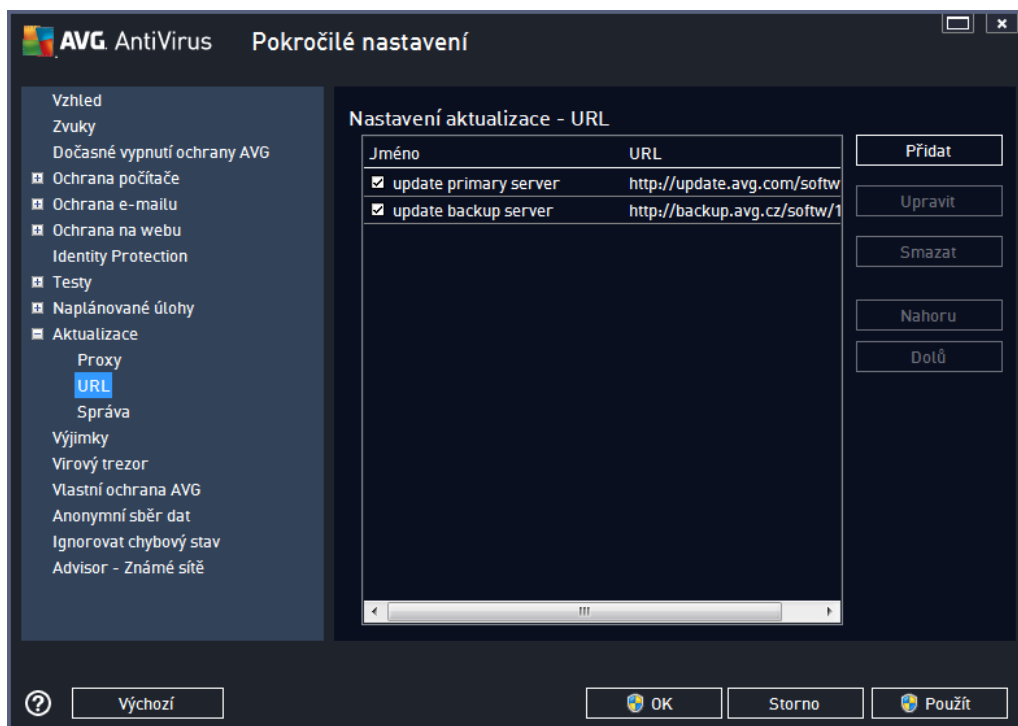 AVG AntiVirus Pokročilé nastavení
Vzhled
Zvuky
Dočasné vypnutí ochrany AVG
Ochrana počítače
Ochrana e-mailu
Ochrana na webu
Identity Protection
Testy
Naplánované úlohy
Aktualizace
Proxy
URL
Správa
Výjimky
Virový trezor
Vlastní ochrana AVG
Anonymní sběr dat
Ignorovat chybový stav
Advisor - Známé sítě
Nastavení aktualizace - URL
Jméno URL
update primary server http://update.avg.com/softw
update backup server http://backup.avg.cz/softw/1
Přidat
Upravit
Smazat
Nahoru
Dolů
Výchozí
OK
Storno
Použít